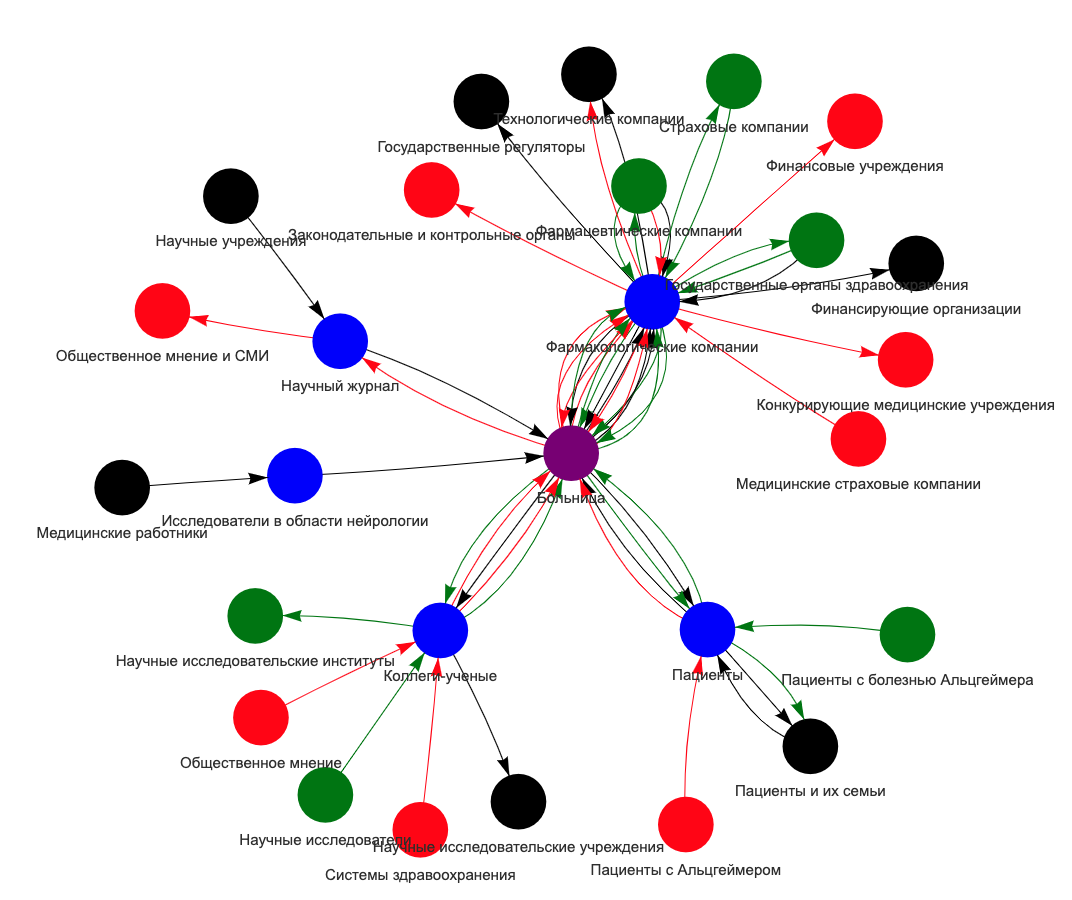 Технологические компании
Страховые компании
Государственные регуляторы
Финансовые учреждения
Фармацевтические компании
Законодательные и контрольные органы
Научные учреждения
Государственные органы здравоохранения
Финансирующие организации
Фармакологические компании
Общественное мнение и СМИ
Научный журнал
Конкурирующие медицинские учреждения
Медицинские страховые компании
Больница
Исследователи в области нейрологии
Медицинские работники
Научные исследовательские институты
Коллеги-ученые
Пациенты
Пациенты с болезнью Альцгеймера
Общественное мнение
Пациенты и их семьи
Научные исследователи
Научные исследовательские учреждения
Пациенты с Альцгеймером
Системы здравоохранения